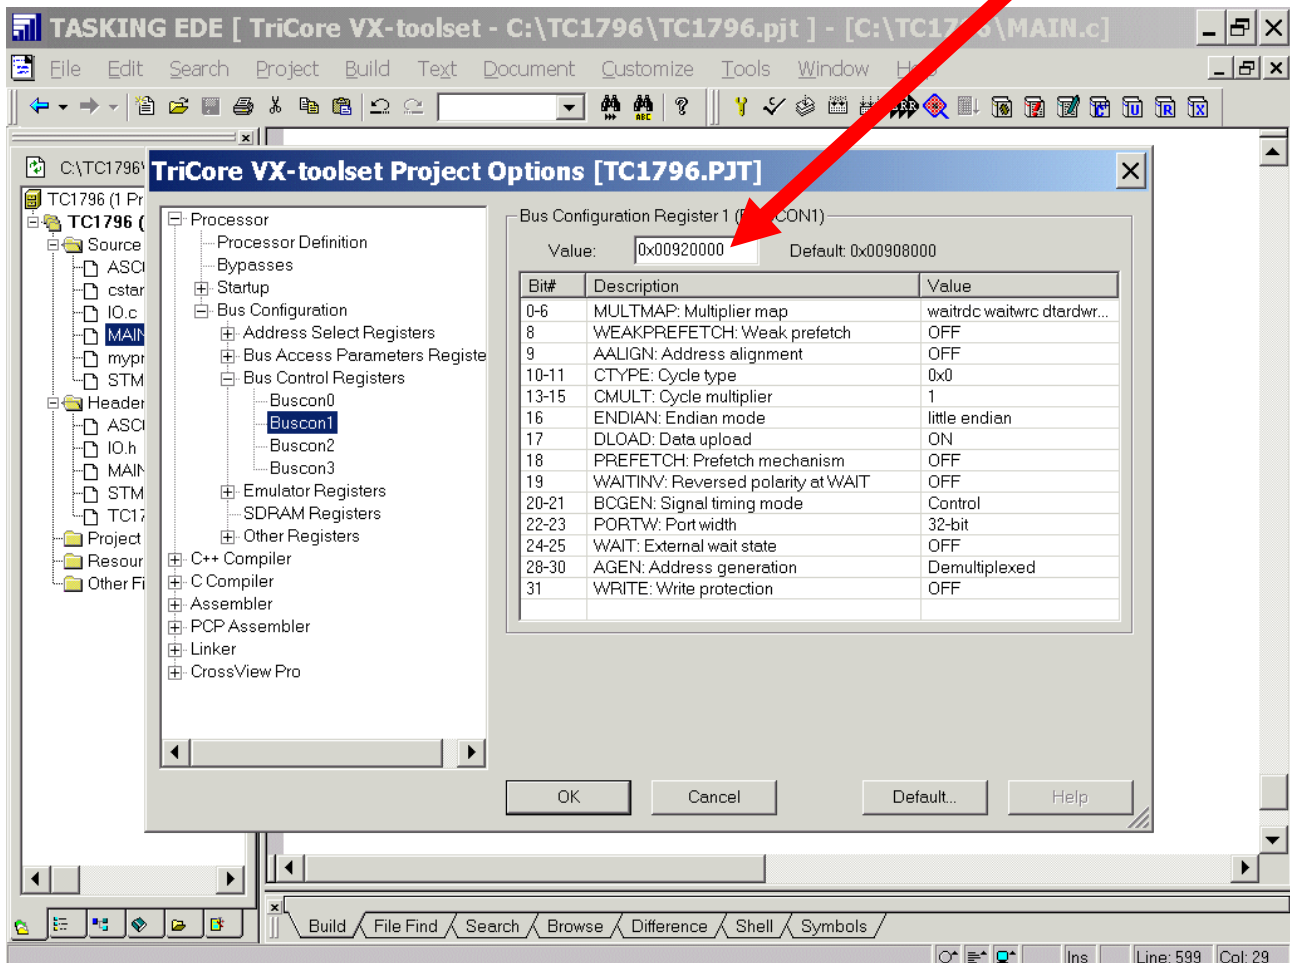 TASKING EDE [ TriCore VX-toolset - C:\TC1796\TC1796.pjt ] - [C:\TC1796\MAIN.c]
File Edit Search Project Build Text Document Customize Tools Window
C:\TC1796\
TriCore VX-toolset Project Options [TC1796.PJT]
TC1796 (1 Pr
TC1796 (
Source
ASCI
cstar
IO.c
MAIN
mypr
STM
Header
ASCI
IO.h
MAIN
STM
TC17
Project
Resour
Other Fi
Processor
Processor Definition
Bypasses
Startup
Bus Configuration
Address Select Registers
Bus Access Parameters Registe
Bus Control Registers
Buscon0
Buscon1
Buscon2
Buscon3
Emulator Registers
SDRAM Registers
Other Registers
C++ Compiler
C Compiler
Assembler
PCP Assembler
Linker
CrossView Pro
Bus Configuration Register 1 ( CON1)
Value: 0x00920000 Default: 0x00908000
Bit# Description Value
0-6 MULTMAP: Multiplier map waitrdc waitwrc dtardwr...
8 WEAKPREFETCH: Weak prefetch OFF
9 AALIGN: Address alignment OFF
10-11 CTYPE: Cycle type 0x0
13-15 CMULT: Cycle multiplier 1
16 ENDIAN: Endian mode little endian
17 DLOAD: Data upload ON
18 PREFETCH: Prefetch mechanism OFF
19 WAITINV: Reversed polarity at WAIT OFF
20-21 BCGEN: Signal timing mode Control
22-23 PORTW: Port width 32-bit
24-25 WAIT: External wait state OFF
28-30 AGEN: Address generation Demultiplexed
31 WRITE: Write protection OFF
OK Cancel Default... Help
Build File Find Search Browse Difference Shell Symbols
Ins Line: 599 Col: 29